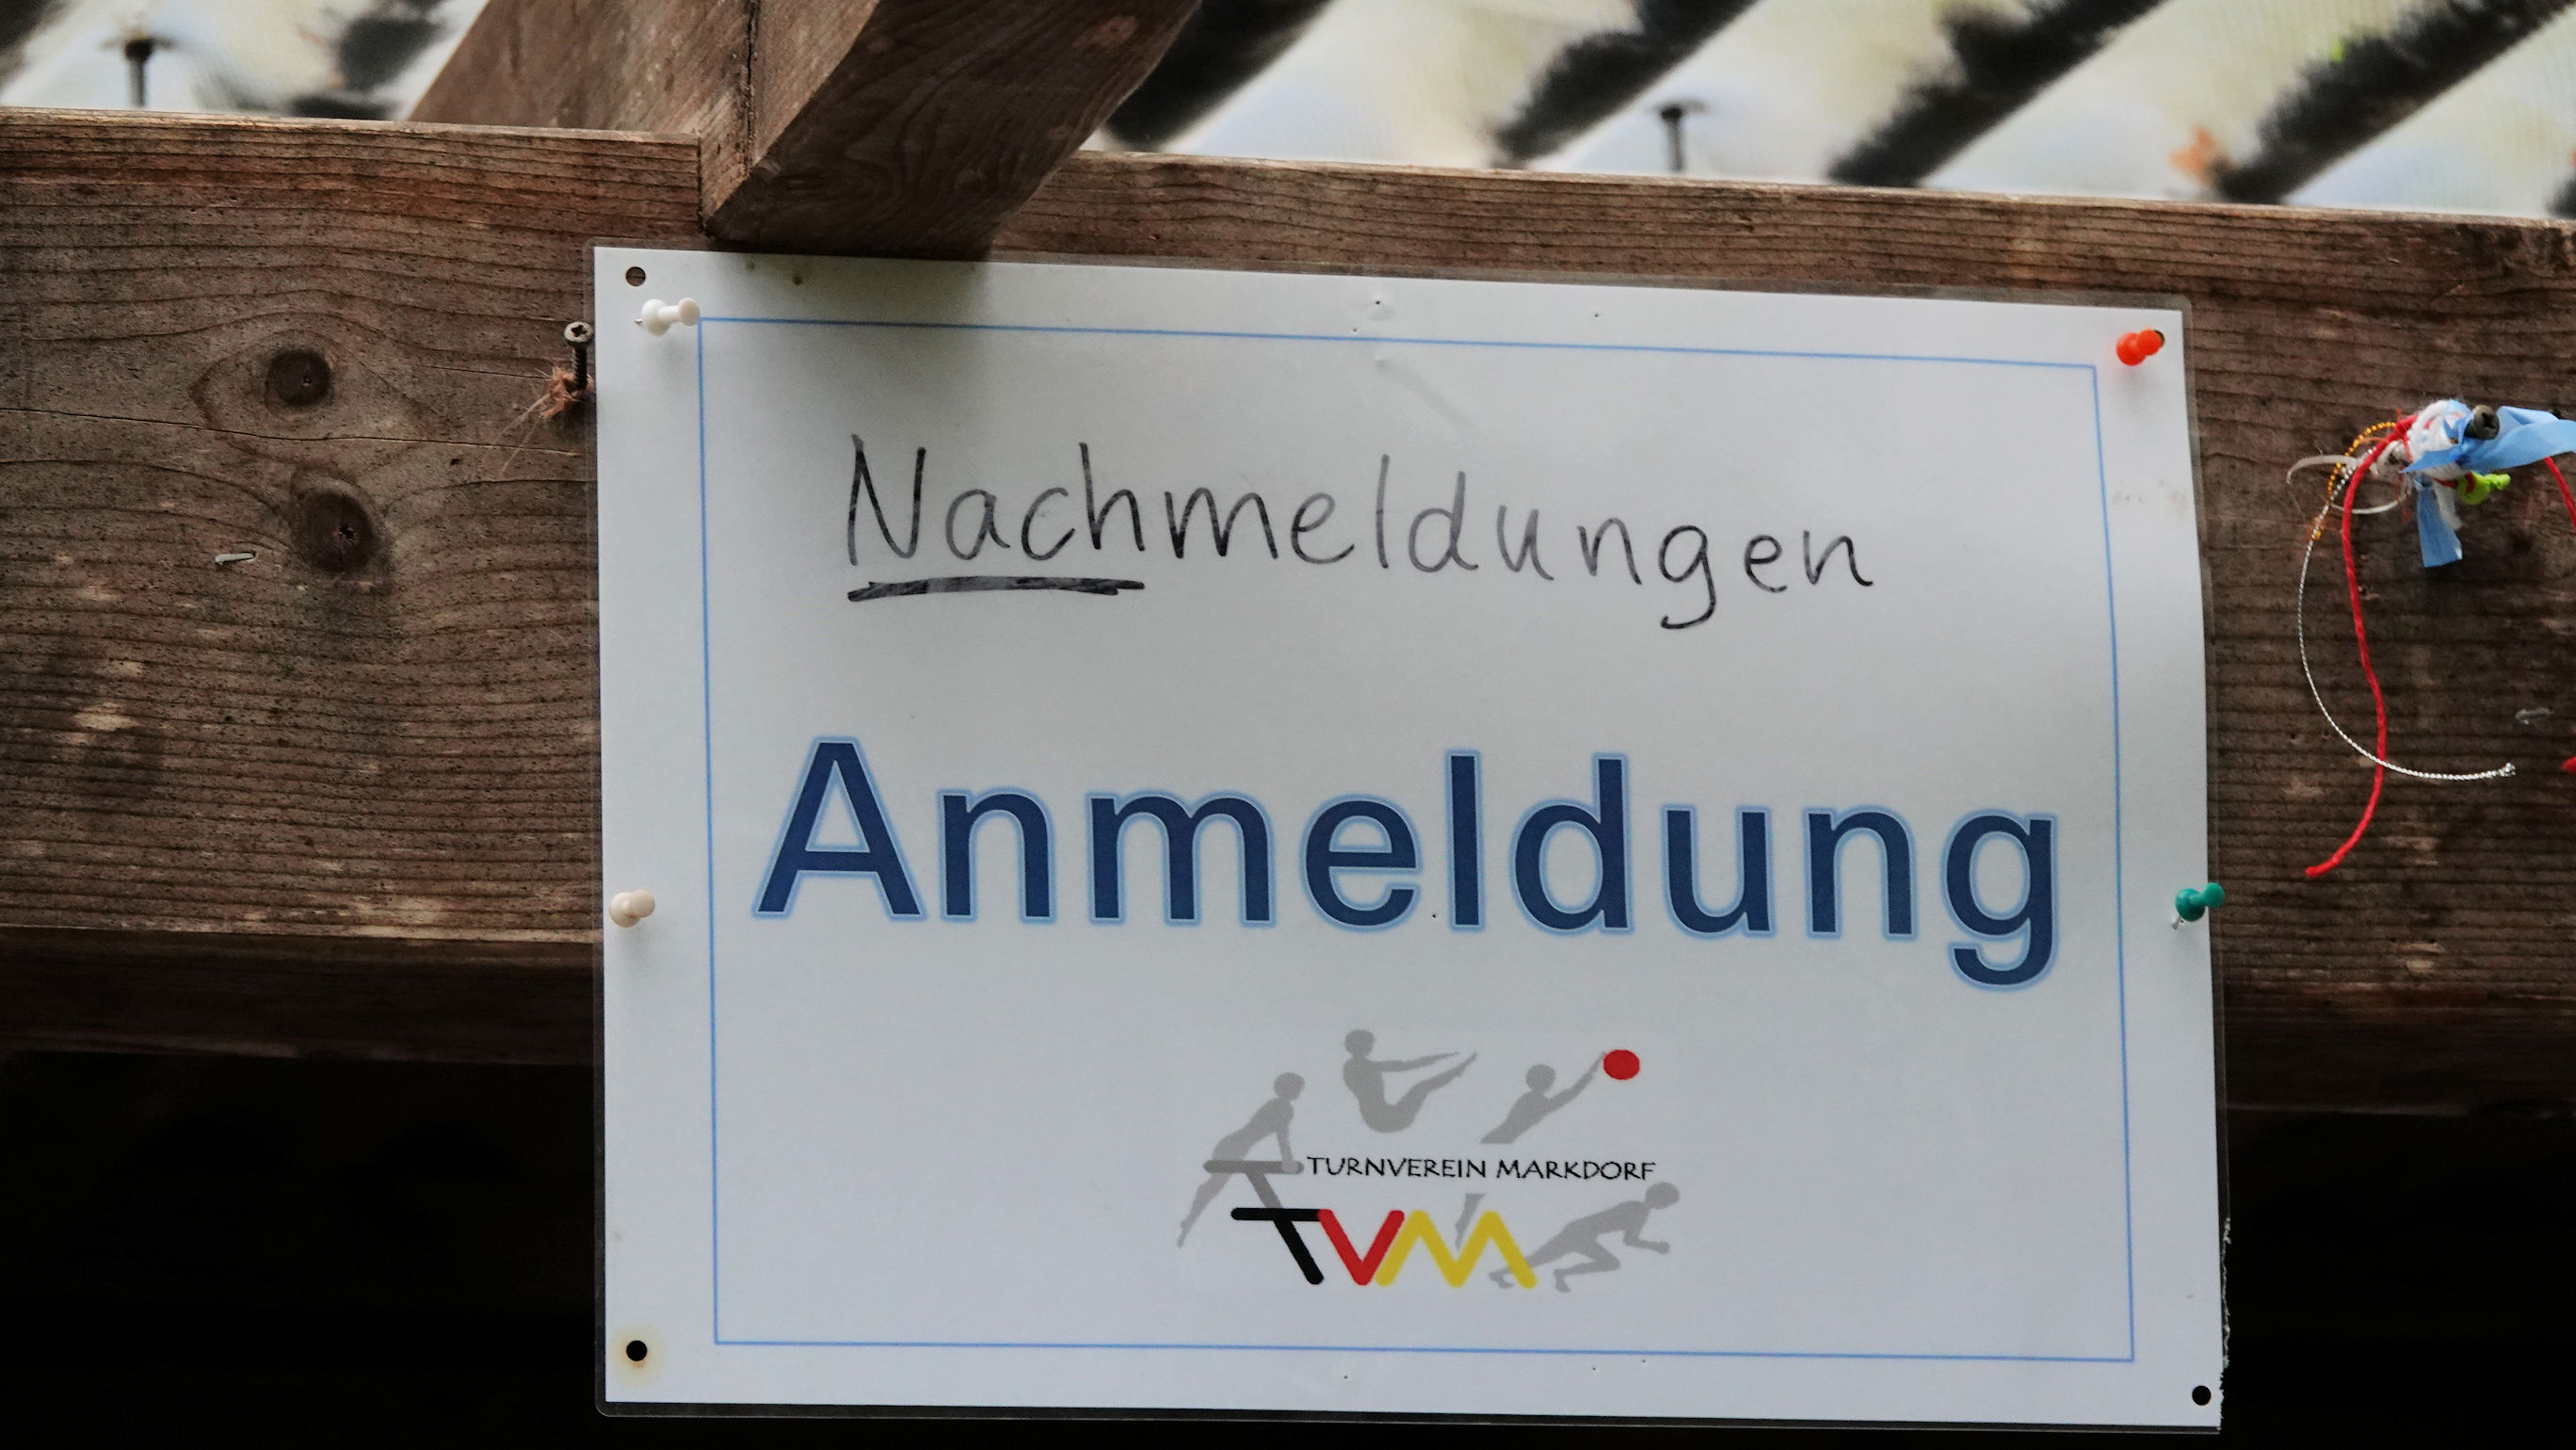 Nachmeldungen
Anmeldung
TURNVEREIN MARKDORF
TVM